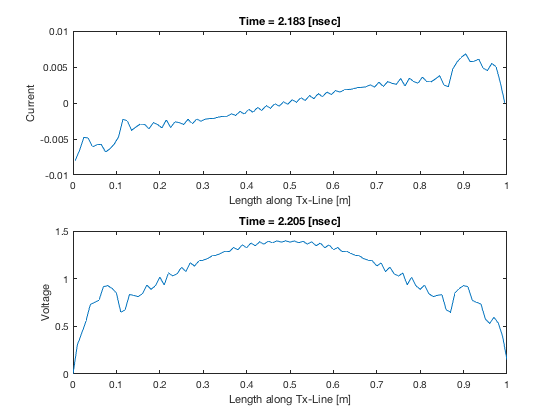 Time = 2.183 [nsec]
0.01
0.005
0
-0.005
-0.01
Current
0 0.1 0.2 0.3 0.4 0.5 0.6 0.7 0.8 0.9 1
Length along Tx-Line [m]
Time = 2.205 [nsec]
1.5
1
0.5
0
Voltage
0 0.1 0.2 0.3 0.4 0.5 0.6 0.7 0.8 0.9 1
Length along Tx-Line [m]